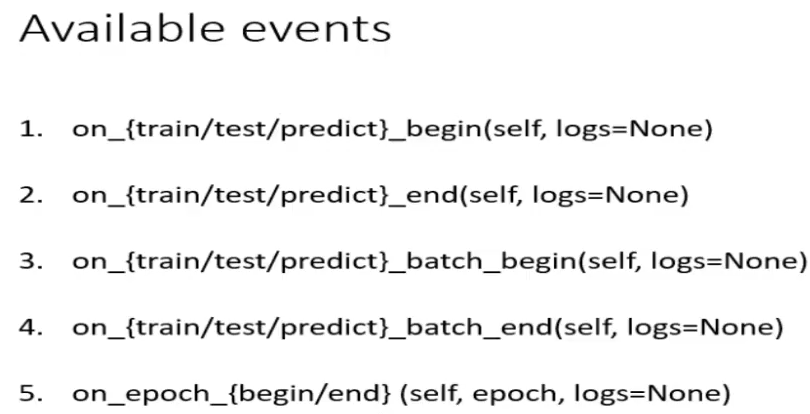 Available events
1. on_{train/test/predict}_begin(self, logs=None)
2. on_{train/test/predict}_end(self, logs=None)
3. on_{train/test/predict}_batch_begin(self, logs=None)
4. on_{train/test/predict}_batch_end(self, logs=None)
5. on_epoch_{begin/end} (self, epoch, logs=None)